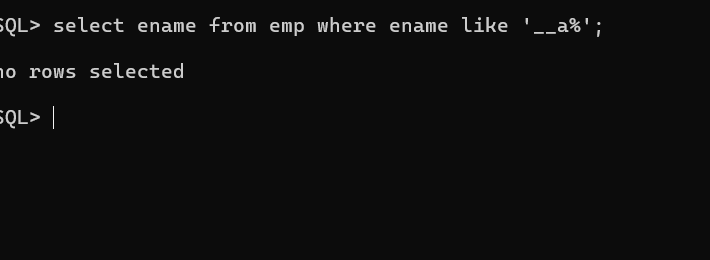 SQL> select ename from emp where ename like '__a%';
no rows selected
SQL>